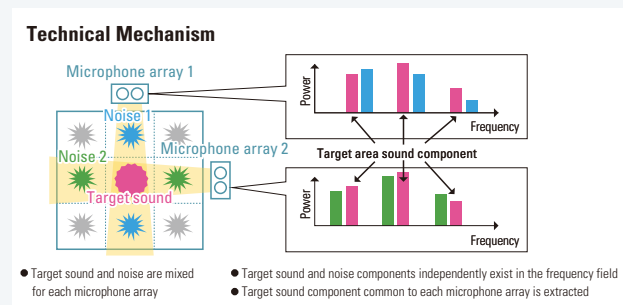 Technical Mechanism
Microphone array 1
Noise 1
Noise 2
Microphone array 2
Target sound
Power
Frequency
Target area sound component
Power
Frequency
● Target sound and noise are mixed
for each microphone array
● Target sound and noise components independently exist in the frequency field
● Target sound component common to each microphone array is extracted